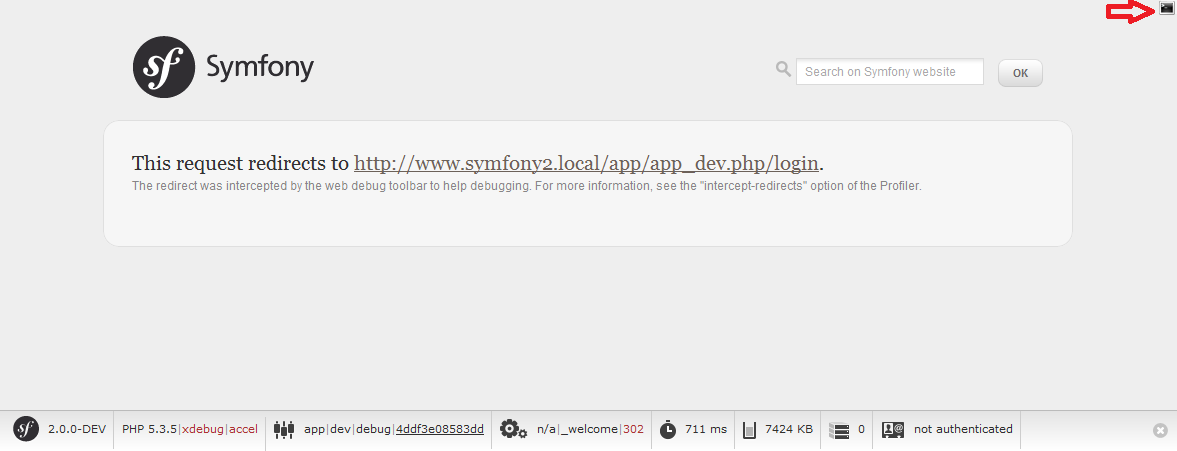 sf Symfony
Search on Symfony website
OK
This request redirects to http://www.symfony2.local/app/app_dev.php/login.
The redirect was intercepted by the web debug toolbar to help debugging. For more information, see the "intercept-redirects" option of the Profiler.
sf 2.0.0-DEV PHP 5.3.5|xdebug|accel app|dev|debug|4ddf3e08583dd n/a|_welcome|302 711 ms 7424 KB 0 not authenticated